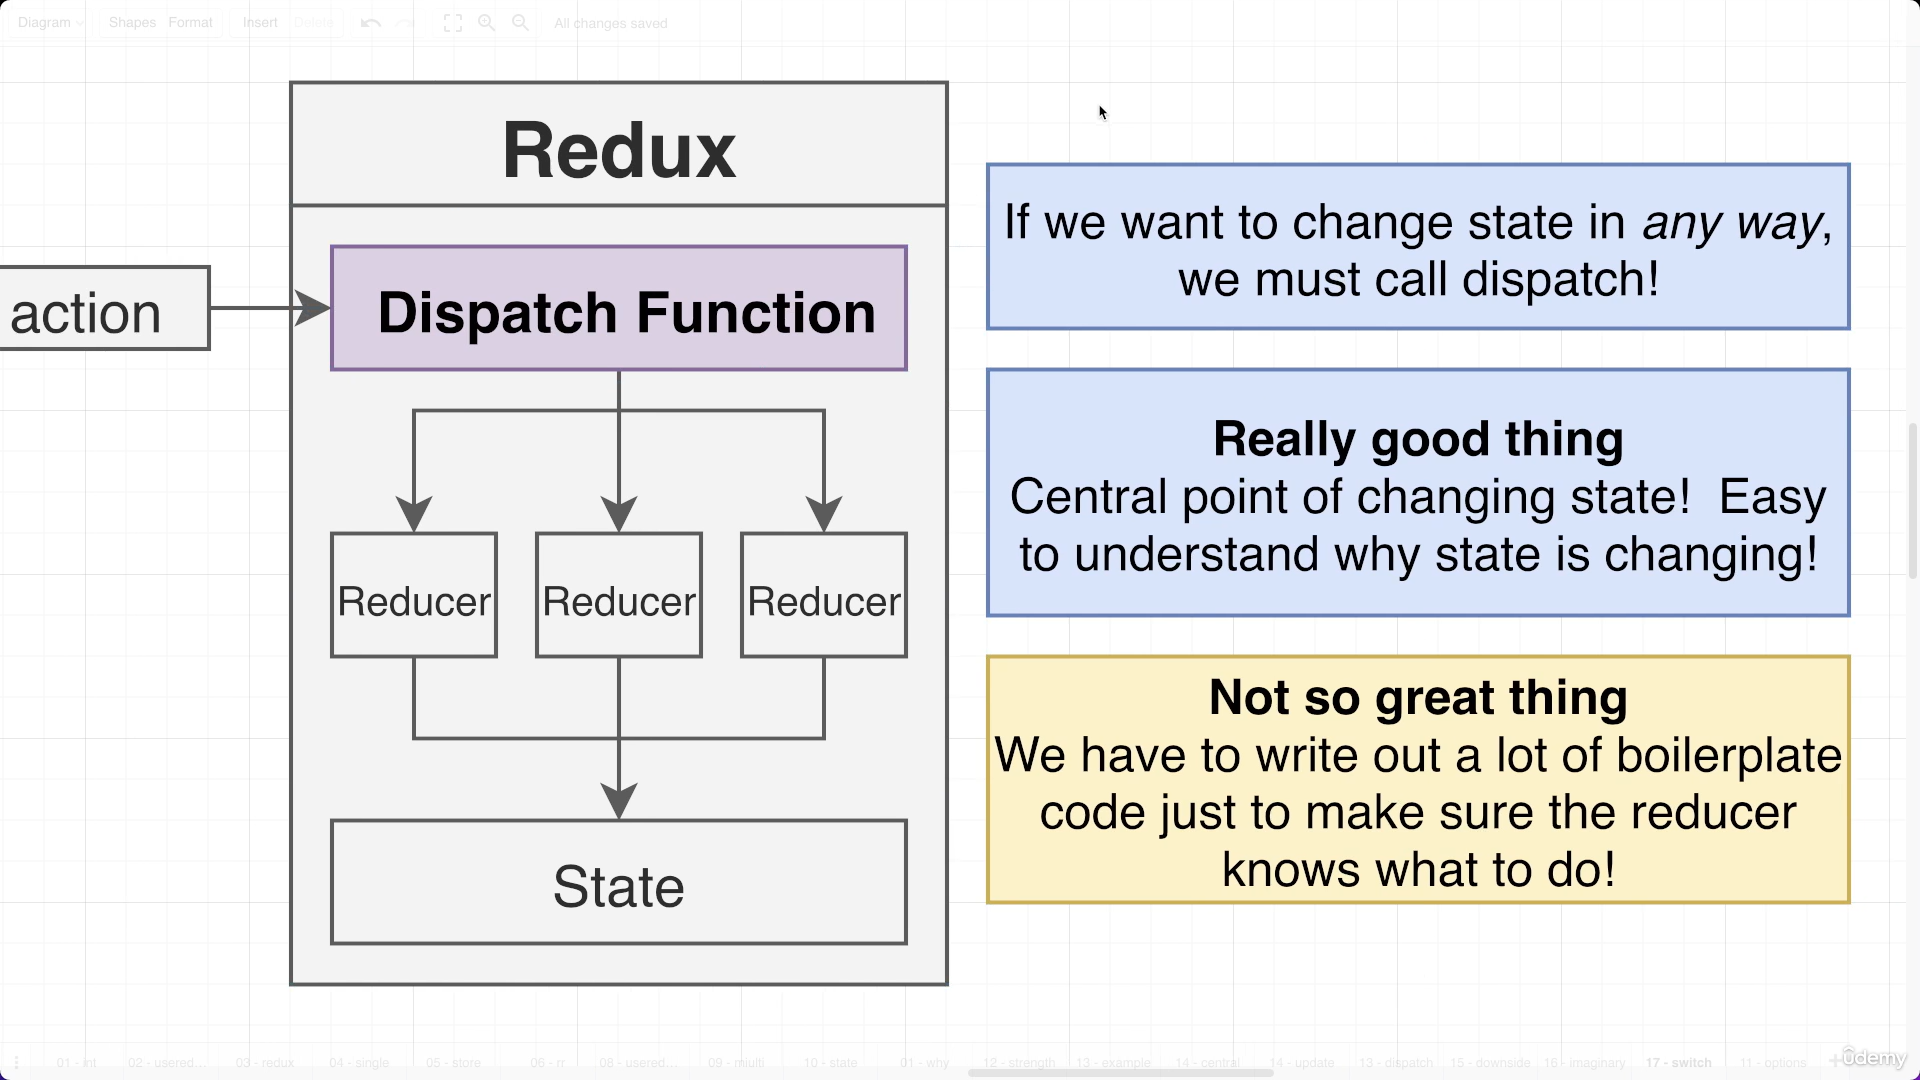 Diagram Shapes Format Insert Delete All changes saved
Redux
action
Dispatch Function
Reducer Reducer Reducer
State
If we want to change state in any way,
we must call dispatch!
Really good thing
Central point of changing state!  Easy
to understand why state is changing!
Not so great thing
We have to write out a lot of boilerplate
code just to make sure the reducer
knows what to do!
01 - int 02 - usered... 03 - redux 04 - single 05 - store 06 - rr 08 - usered... 09 - miulti 10 - state 01 - why 12 - strength 13 - example 14 - central 14 - update 13 - dispatch 15 - downside 16 - imaginary 17 - switch 11 - options
ûdemy